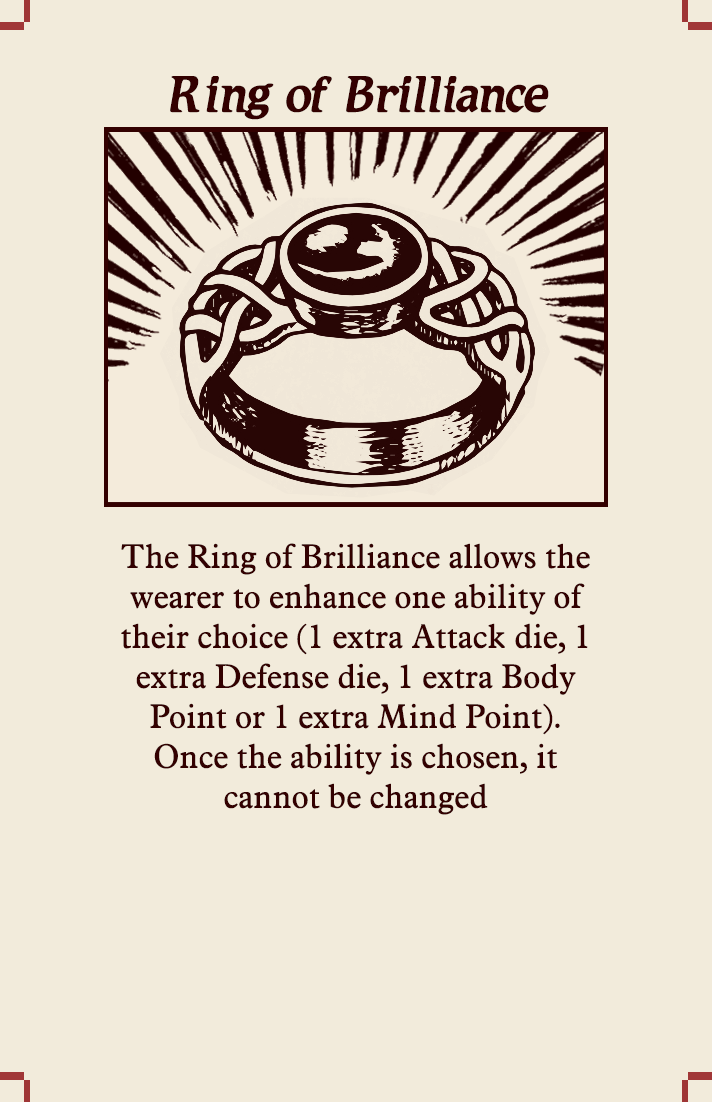 Ring of Brilliance
The Ring of Brilliance allows the
wearer to enhance one ability of
their choice (1 extra Attack die, 1
extra Defense die, 1 extra Body
Point or 1 extra Mind Point).
Once the ability is chosen, it
cannot be changed